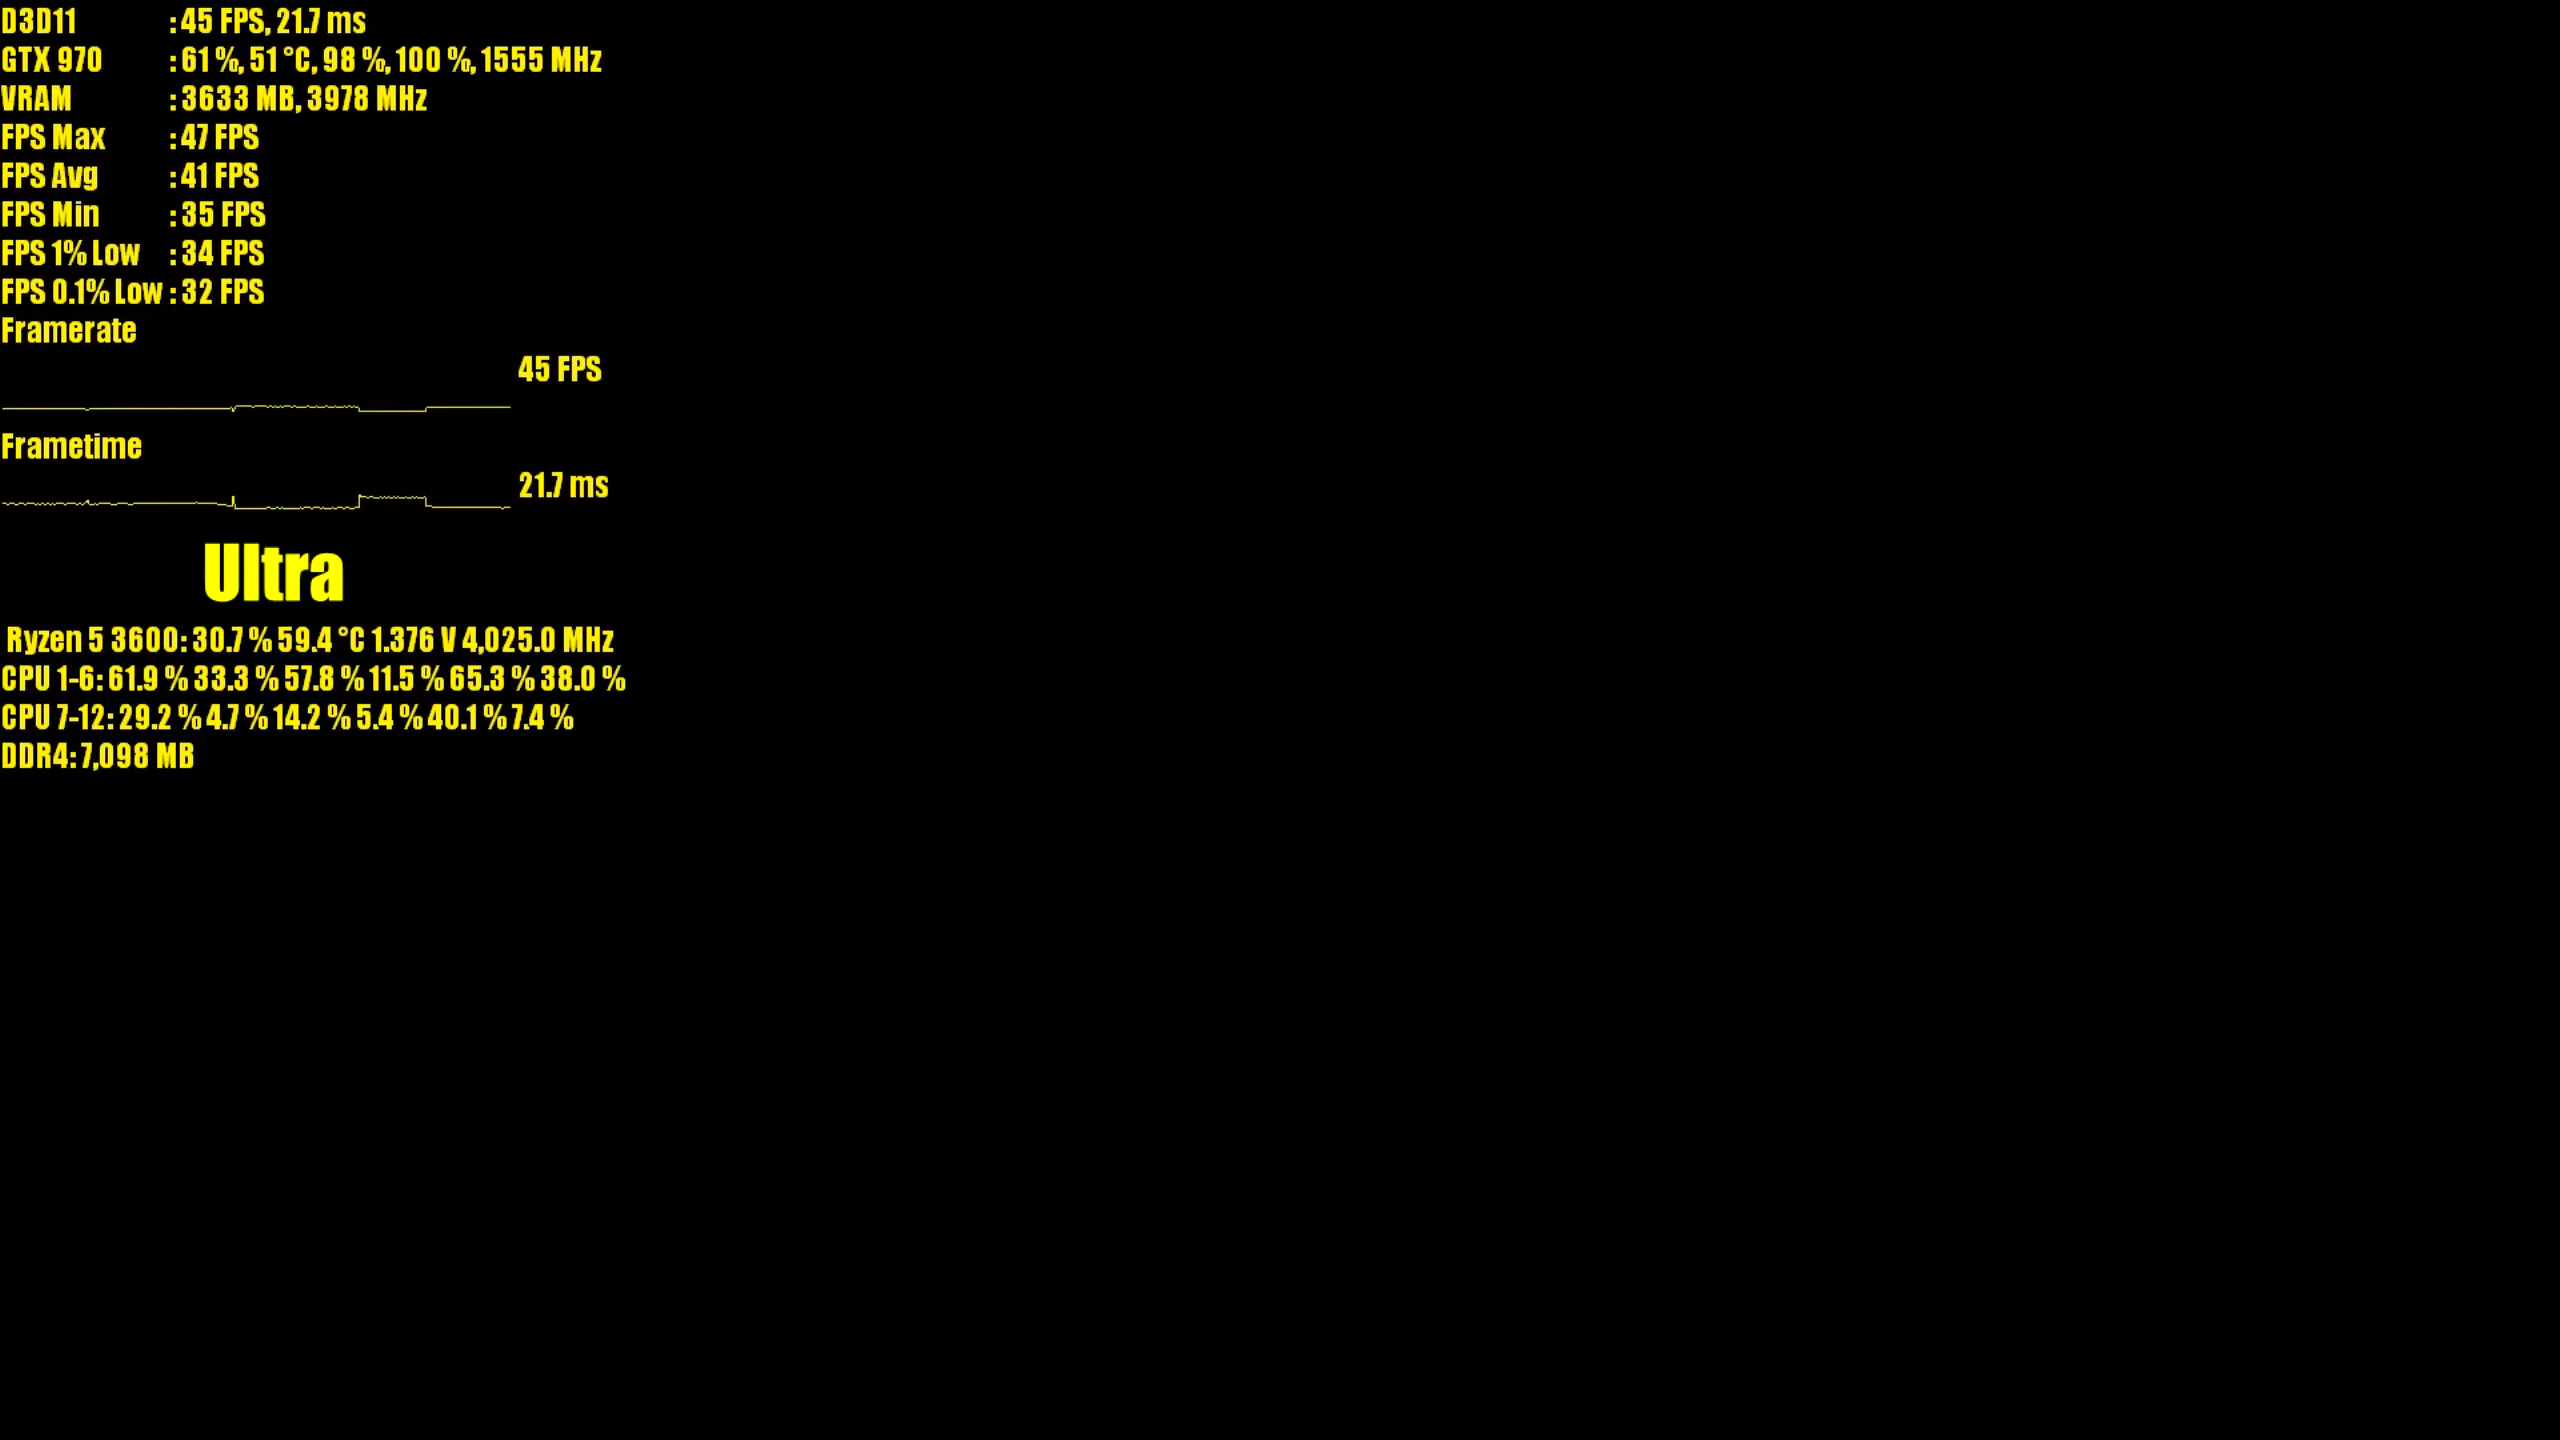 D3D11 : 45 FPS, 21.7 ms
GTX 970 : 61 %, 51 °C, 98 %, 100 %, 1555 MHz
VRAM : 3633 MB, 3978 MHz
FPS Max : 47 FPS
FPS Avg : 41 FPS
FPS Min : 35 FPS
FPS 1% Low : 34 FPS
FPS 0.1% Low : 32 FPS
Framerate
45 FPS
Frametime
21.7 ms
Ultra
Ryzen 5 3600: 30.7 % 59.4 °C 1.376 V 4,025.0 MHz
CPU 1-6: 61.9 % 33.3 % 57.8 % 11.5 % 65.3 % 38.0 %
CPU 7-12: 29.2 % 4.7 % 14.2 % 5.4 % 40.1 % 7.4 %
DDR4: 7,098 MB